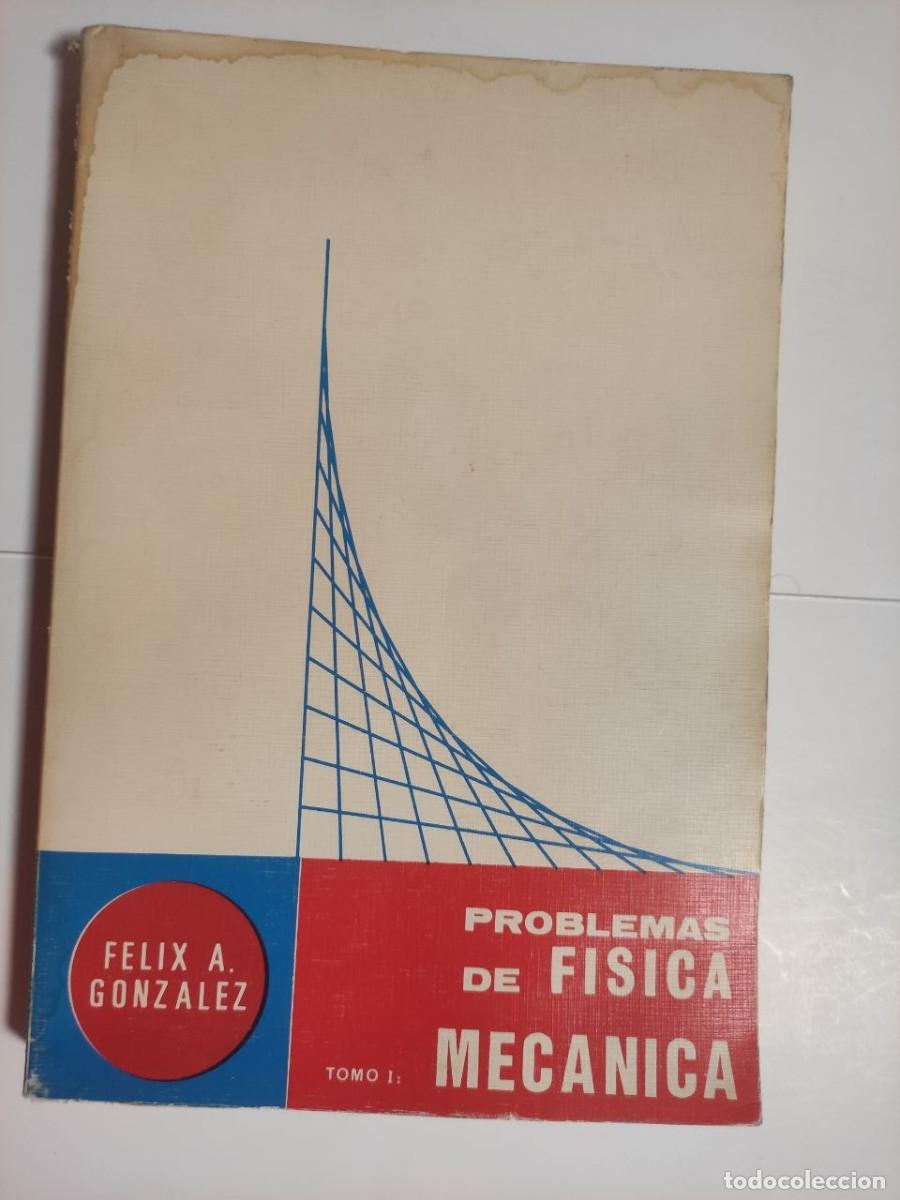 FELIX A.
GONZALEZ
PROBLEMAS
DE FISICA
TOMO I: MECANICA
todocoleccion